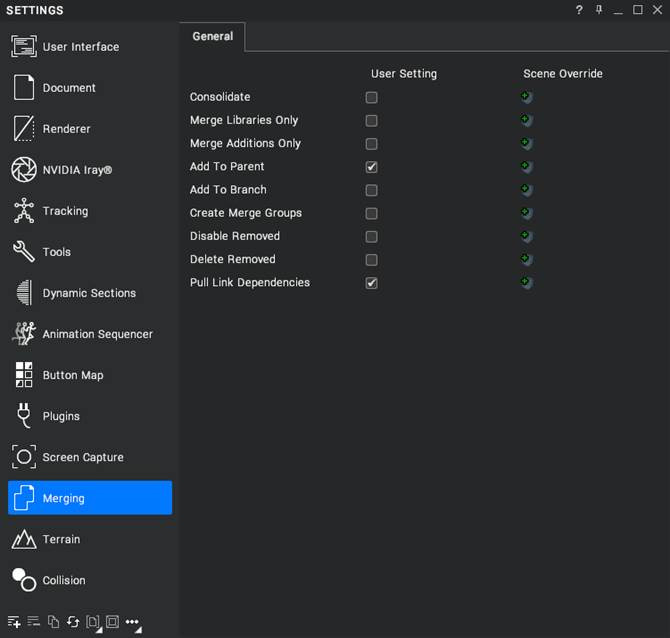 SETTINGS
User Interface
Document
Renderer
NVIDIA Iray®
Tracking
Tools
Dynamic Sections
Animation Sequencer
Button Map
Plugins
Screen Capture
Merging
Terrain
Collision
General
User Setting Scene Override
Consolidate
Merge Libraries Only
Merge Additions Only
Add To Parent
Add To Branch
Create Merge Groups
Disable Removed
Delete Removed
Pull Link Dependencies